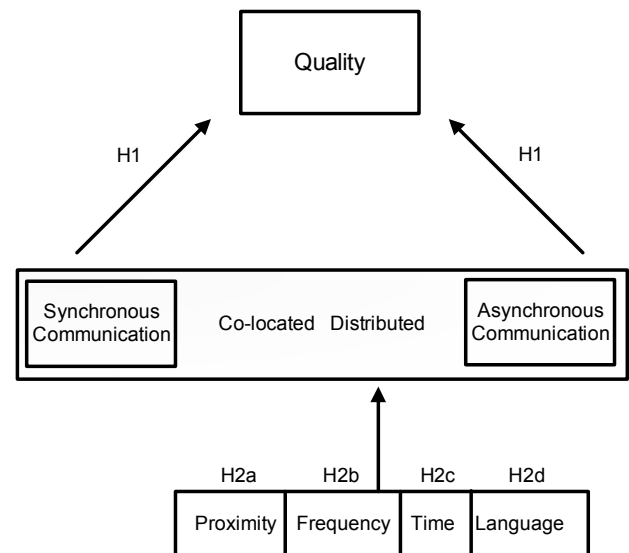 Quality
H1 H1
Synchronous Communication
Co-located Distributed
Asynchronous Communication
H2a H2b H2c H2d
Proximity Frequency Time Language